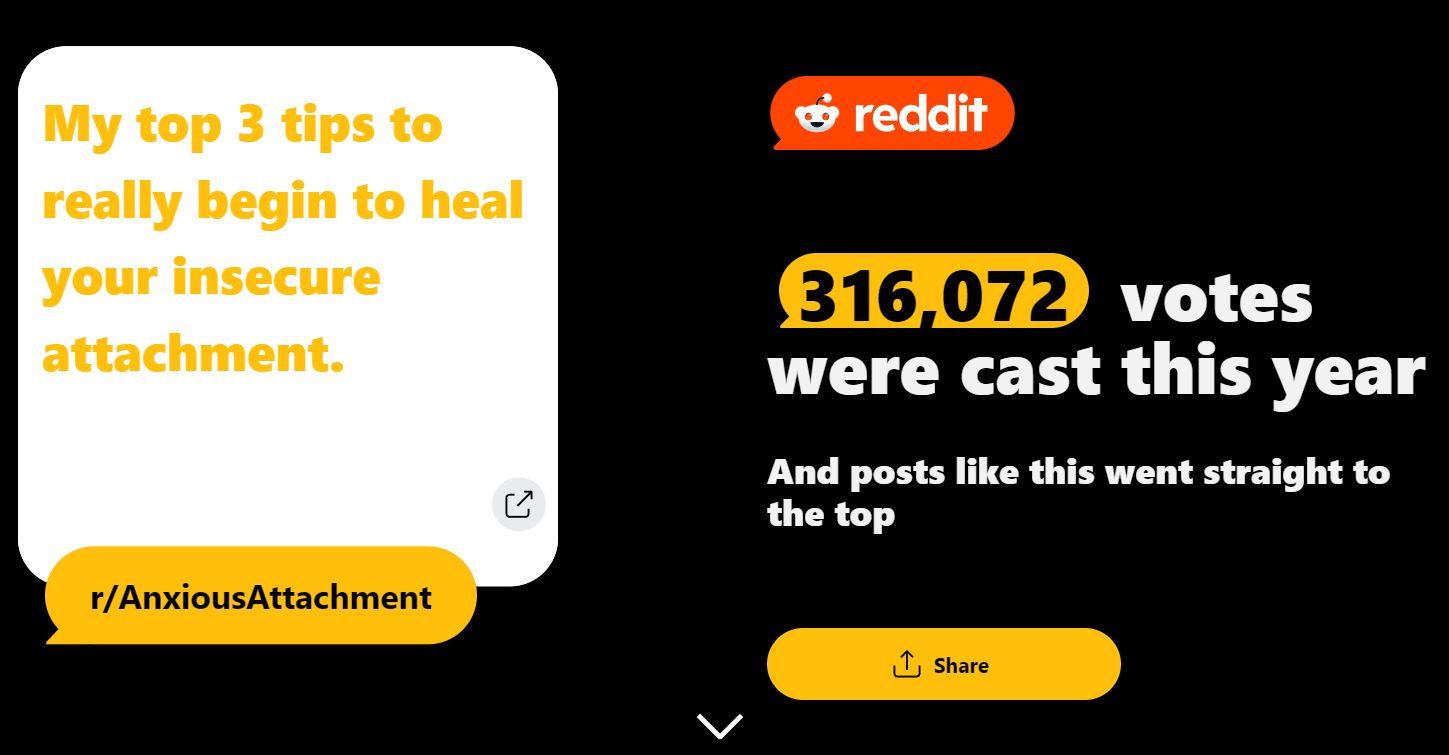 My top 3 tips to
really begin to heal
your insecure
attachment.
r/AnxiousAttachment
reddit
316,072 votes
were cast this year
And posts like this went straight to
the top
Share